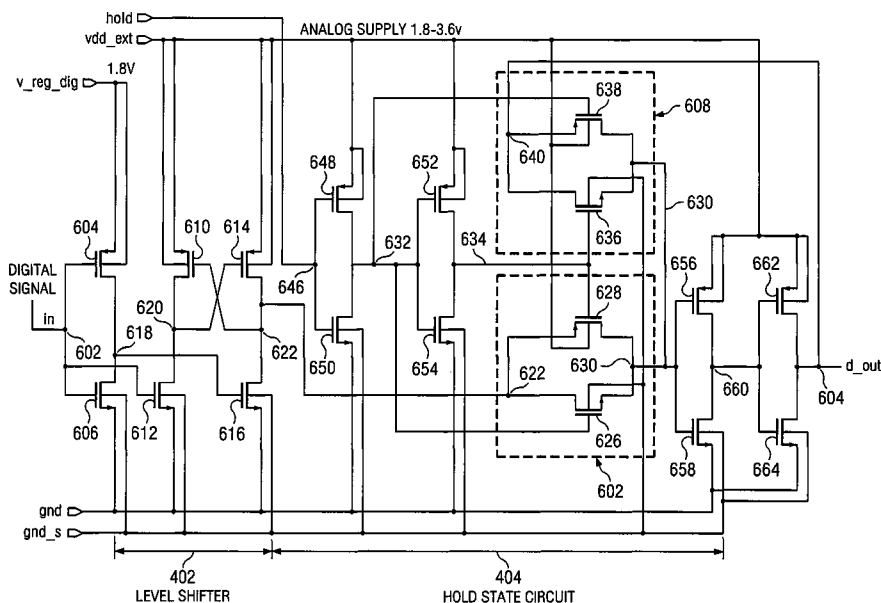 hold
vdd_ext
ANALOG SUPPLY 1.8-3.6v
1.8V
v_reg_dig
638
608
640
648
652
604
610
614
636
630
632
634
DIGITAL
SIGNAL
646
656
662
in
628
602
618
620
622
630
d_out
650
654
622
660
604
606
612
616
626
658
664
602
gnd
gnd_s
402
404
LEVEL SHIFTER
HOLD STATE CIRCUIT